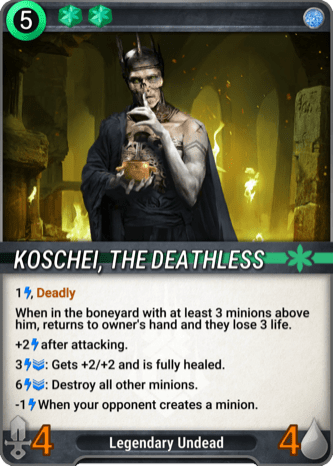 5
KOSCHEI, THE DEATHLESS
1, Deadly
When in the boneyard with at least 3 minions above
him, returns to owner's hand and they lose 3 life.
+2 after attacking.
3: Gets +2/+2 and is fully healed.
6: Destroy all other minions.
-1 When your opponent creates a minion.
4 Legendary Undead 4